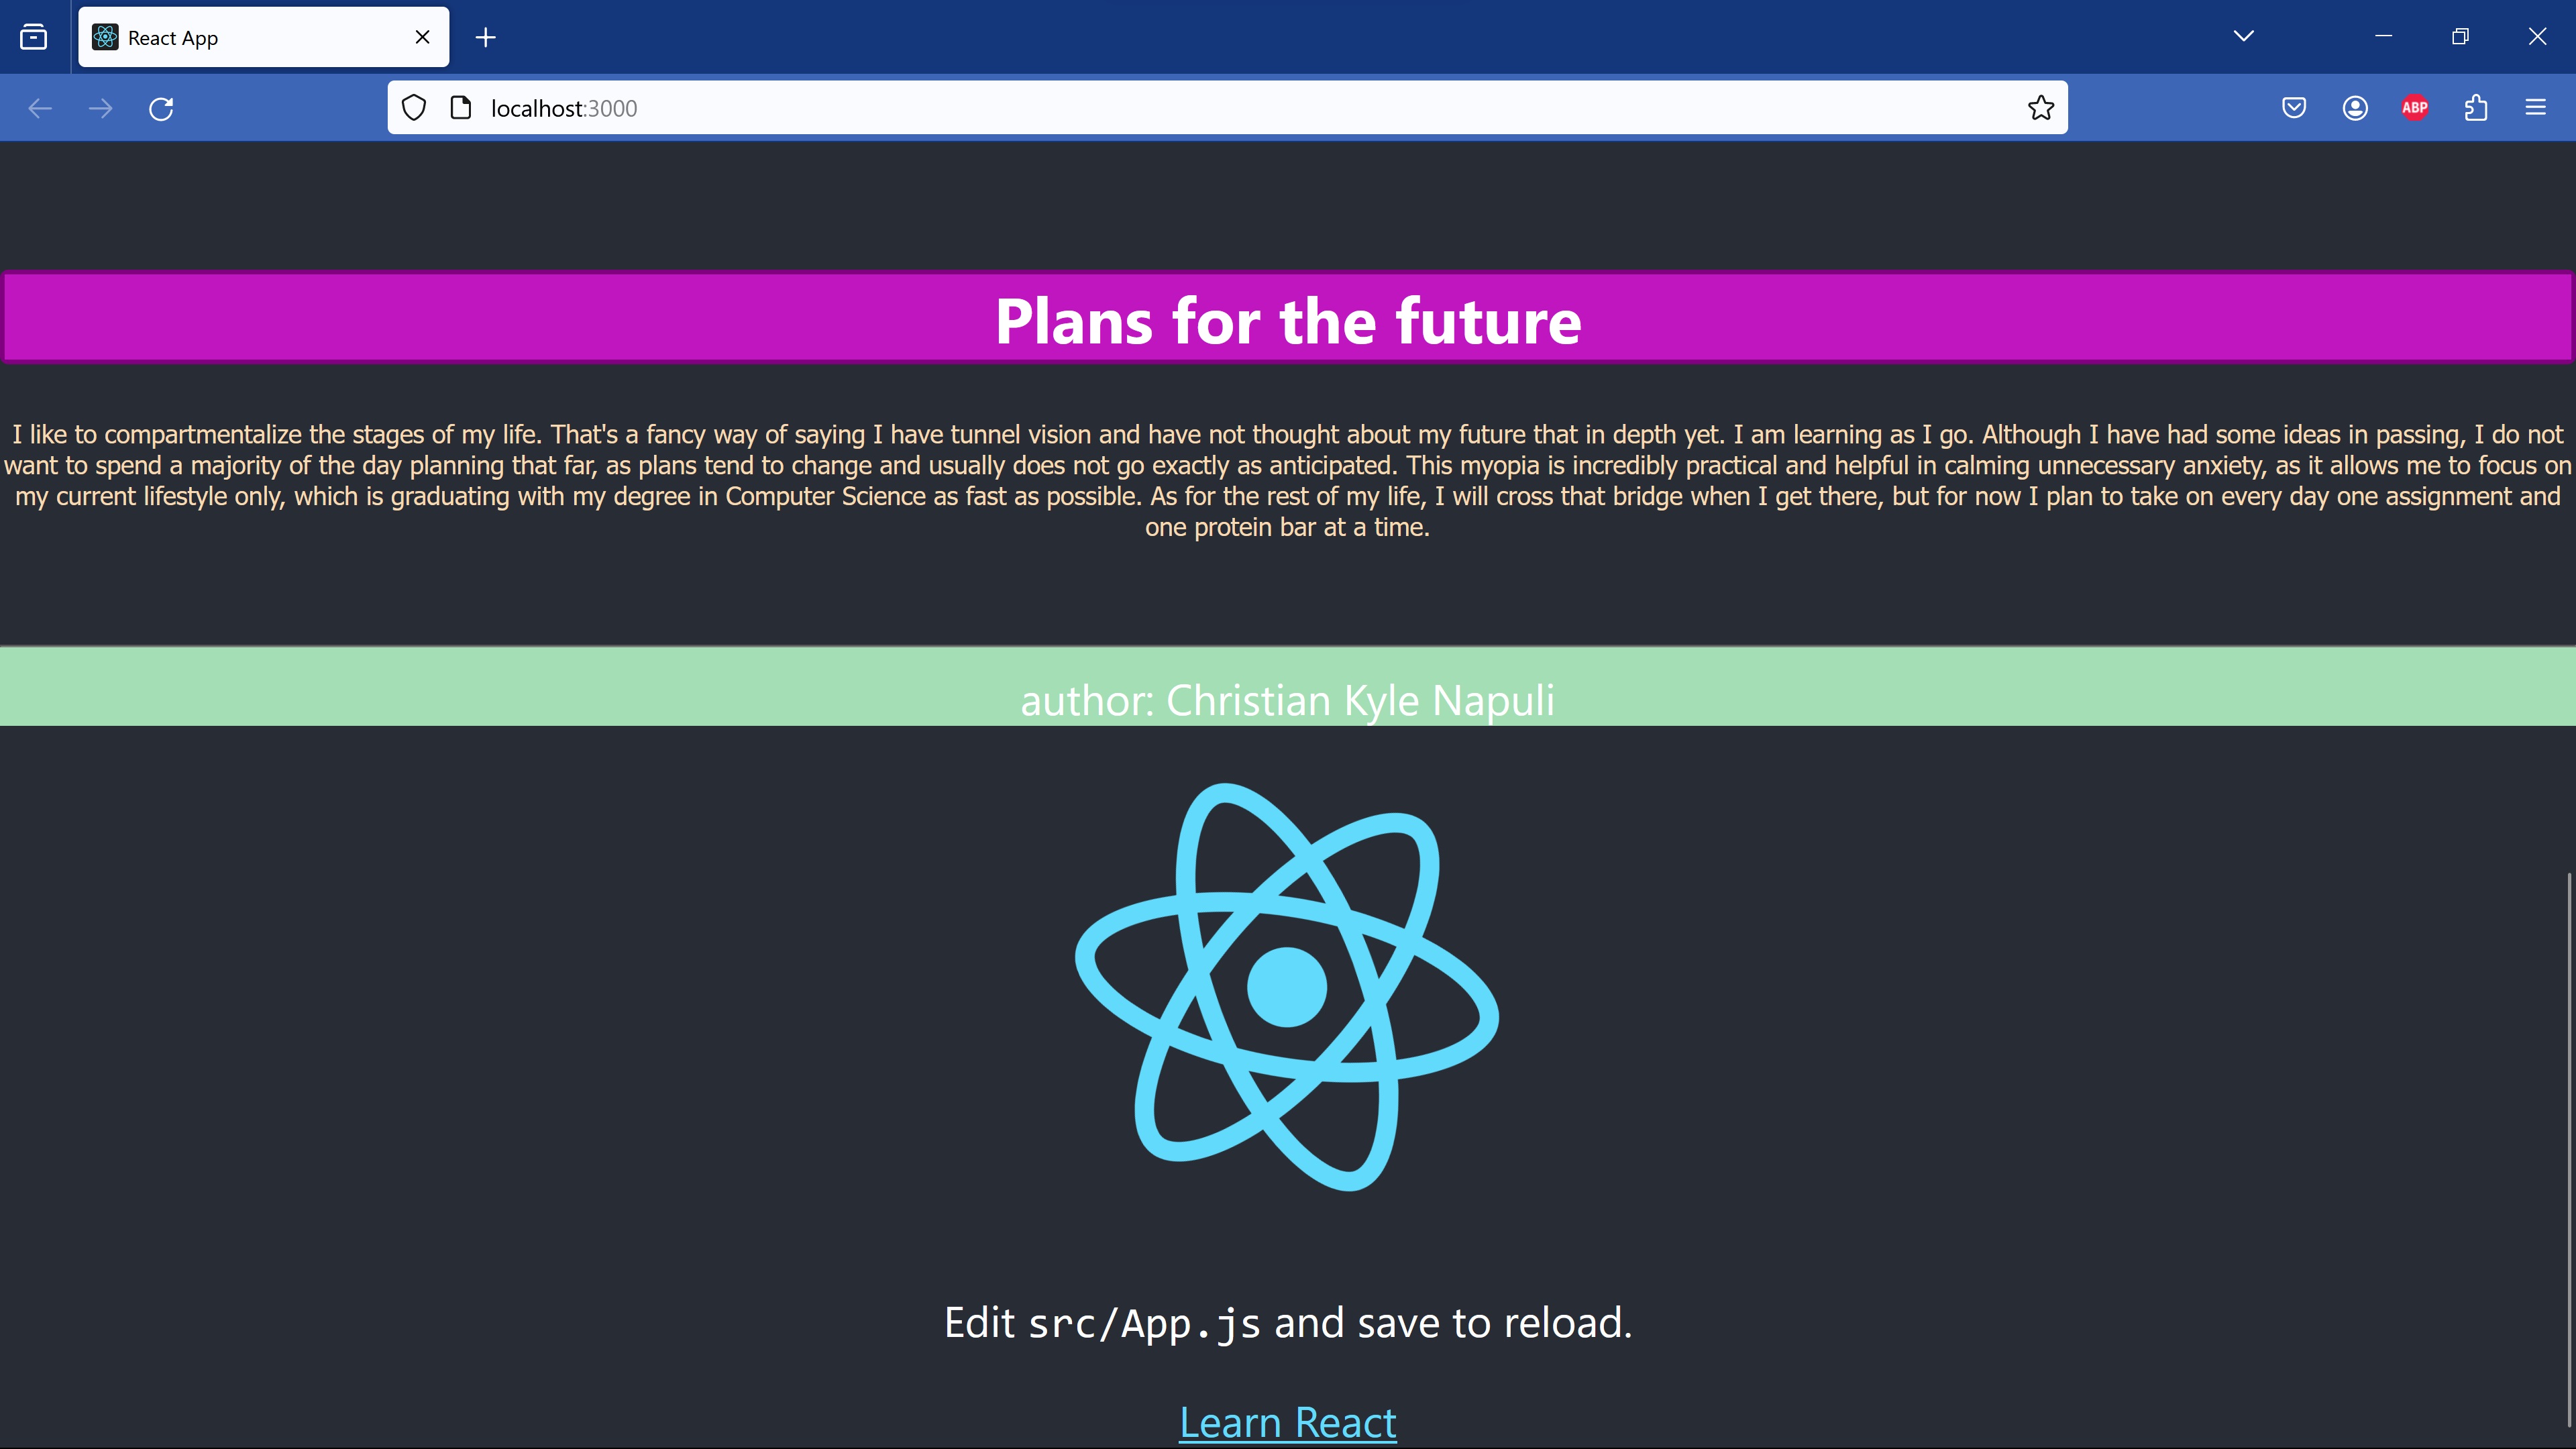 React App
localhost:3000
ABP
Plans for the future
I like to compartmentalize the stages of my life. That's a fancy way of saying I have tunnel vision and have not thought about my future that in depth yet. I am learning as I go. Although I have had some ideas in passing, I do not
want to spend a majority of the day planning that far, as plans tend to change and usually does not go exactly as anticipated. This myopia is incredibly practical and helpful in calming unnecessary anxiety, as it allows me to focus on
my current lifestyle only, which is graduating with my degree in Computer Science as fast as possible. As for the rest of my life, I will cross that bridge when I get there, but for now I plan to take on every day one assignment and
one protein bar at a time.
author: Christian Kyle Napuli
Edit src/App.js and save to reload.
Learn React